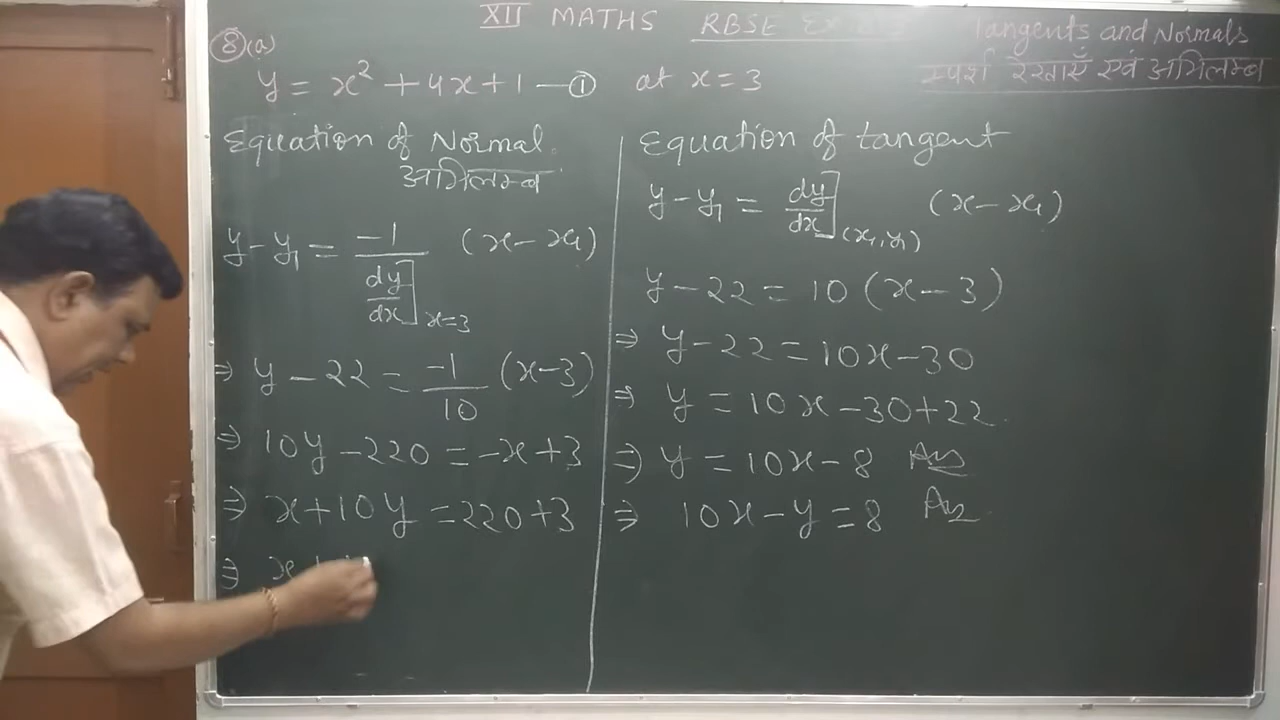 XII MATHS RBSE
Tangents and Normals
स्पर्श रेखाएँ एवं अभिलम्ब
⑧(a)
y = x² + 4x + 1 — ① at x = 3
Equation of Normal
अभिलम्ब
y - y₁ = -1 / dy/dx]x=3 (x - x₁)
⇒ y - 22 = -1/10 (x - 3)
⇒ 10y - 220 = -x + 3
⇒ x + 10y = 220 + 3
⇒ x +
Equation of tangent
y - y₁ = dy/dx](x₁, y₁) (x - x₁)
y - 22 = 10 (x - 3)
⇒ y - 22 = 10x - 30
⇒ y = 10x - 30 + 22
⇒ y = 10x - 8 Ans
⇒ 10x - y = 8 Ans